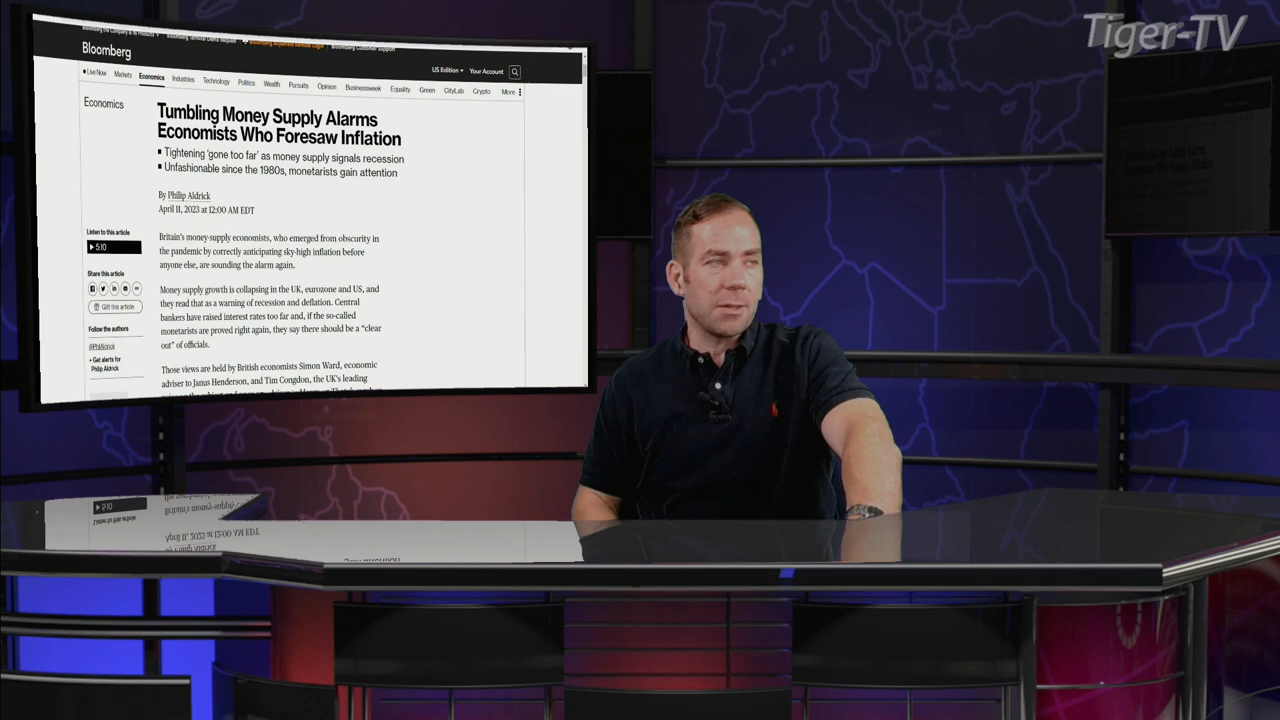 Tiger-TV
Bloomberg
US Edition
Your Account
Live Now
Markets
Economics
Industries
Technology
Politics
Wealth
Pursuits
Opinion
Businessweek
Equality
Green
CityLab
Crypto
More
Economics
Tumbling Money Supply Alarms
Economists Who Foresaw Inflation
Tightening 'gone too far' as money supply signals recession
Unfashionable since the 1980s, monetarists gain attention
By Philip Aldrick
April 11, 2023 at 12:00 AM EDT
Listen to this article
5:10
Share this article
Gift this article
Follow the authors
@PhilAldrick
+ Get alerts for
Philip Aldrick
Britain's money-supply economists, who emerged from obscurity in
the pandemic by correctly anticipating sky-high inflation before
anyone else, are sounding the alarm again.
Money supply growth is collapsing in the UK, eurozone and US, and
they read that as a warning of recession and deflation. Central
bankers have raised interest rates too far and, if the so-called
monetarists are proved right again, they say there should be a "clear
out" of officials.
Those views are held by British economists Simon Ward, economic
adviser to Janus Henderson, and Tim Congdon, the UK's leading